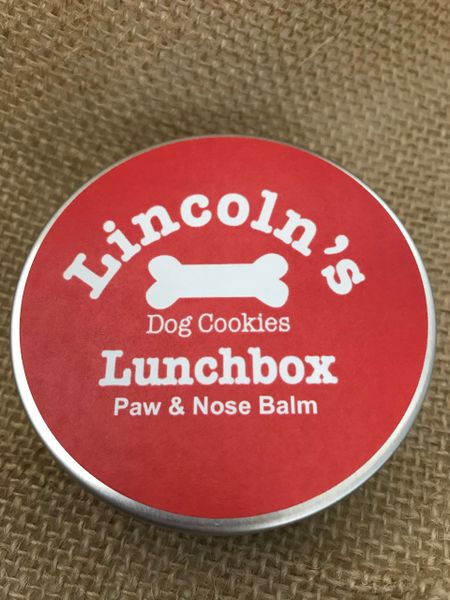 Lincoln's
Dog Cookies
Lunchbox
Paw & Nose Balm